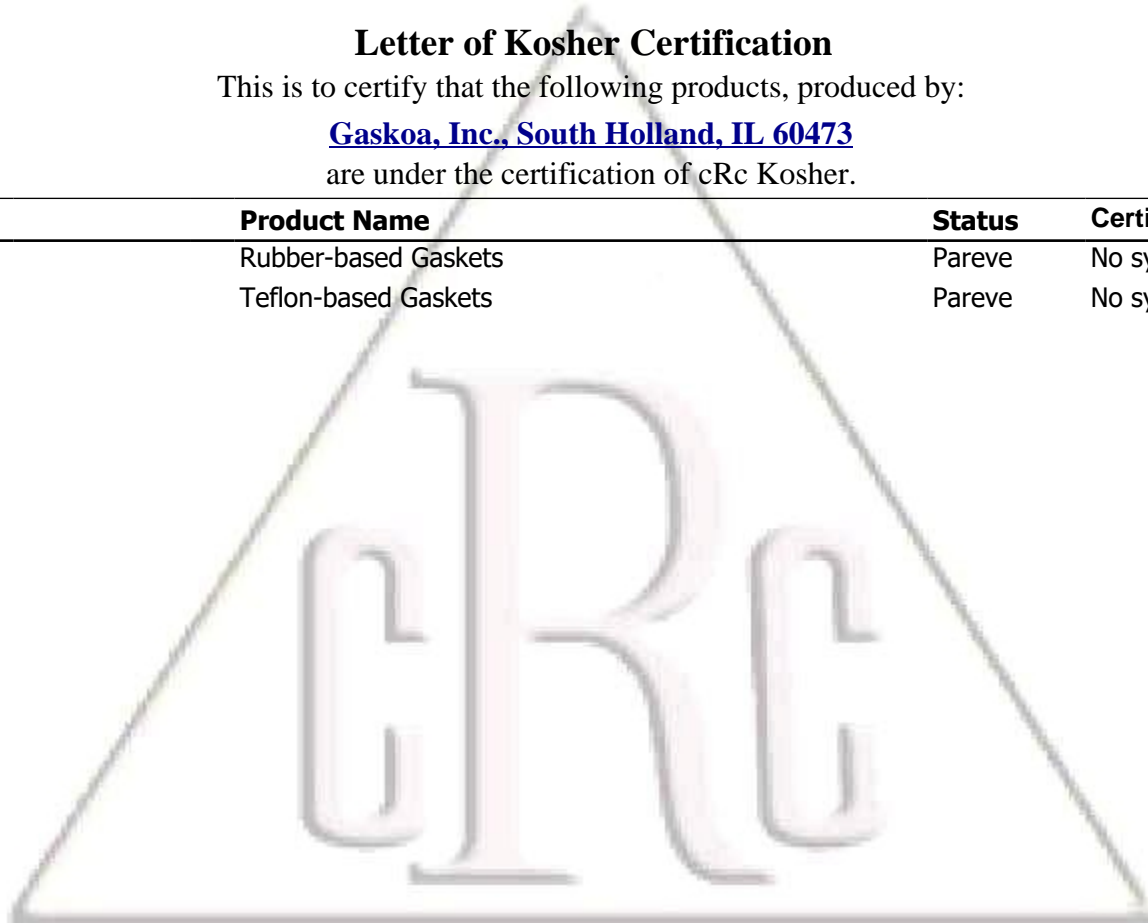 Letter of Kosher Certification
This is to certify that the following products, produced by:
Gaskoa, Inc., South Holland, IL 60473
are under the certification of cRc Kosher.
Product Name Status
Rubber-based Gaskets Pareve No
Teflon-based Gaskets Pareve No
cRc